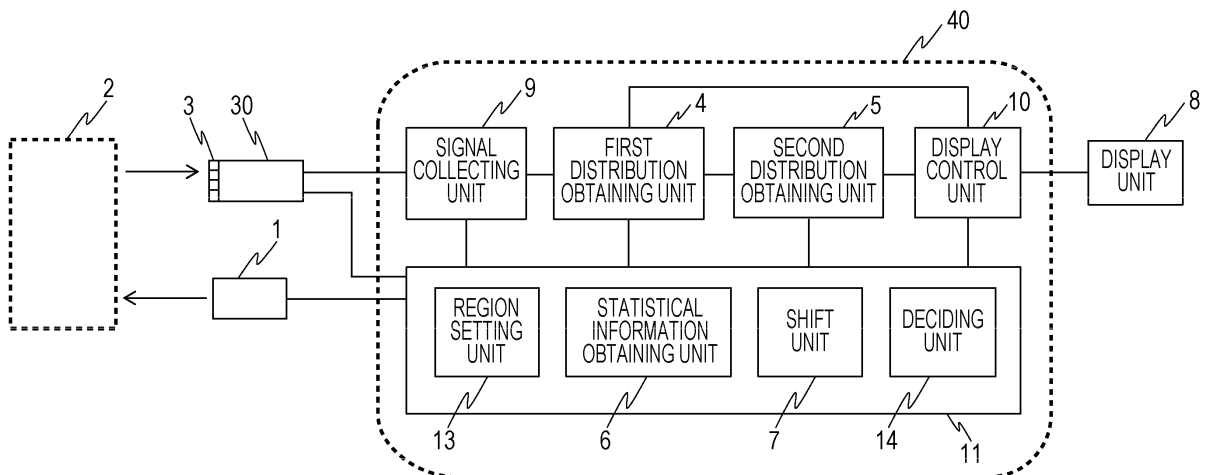 40
2
3
30
9
4
5
10
8
SIGNAL
COLLECTING
UNIT
FIRST
DISTRIBUTION
OBTAINING UNIT
SECOND
DISTRIBUTION
OBTAINING UNIT
DISPLAY
CONTROL
UNIT
DISPLAY
UNIT
1
REGION
SETTING
UNIT
STATISTICAL
INFORMATION
OBTAINING UNIT
SHIFT
UNIT
DECIDING
UNIT
13
6
7
14
11